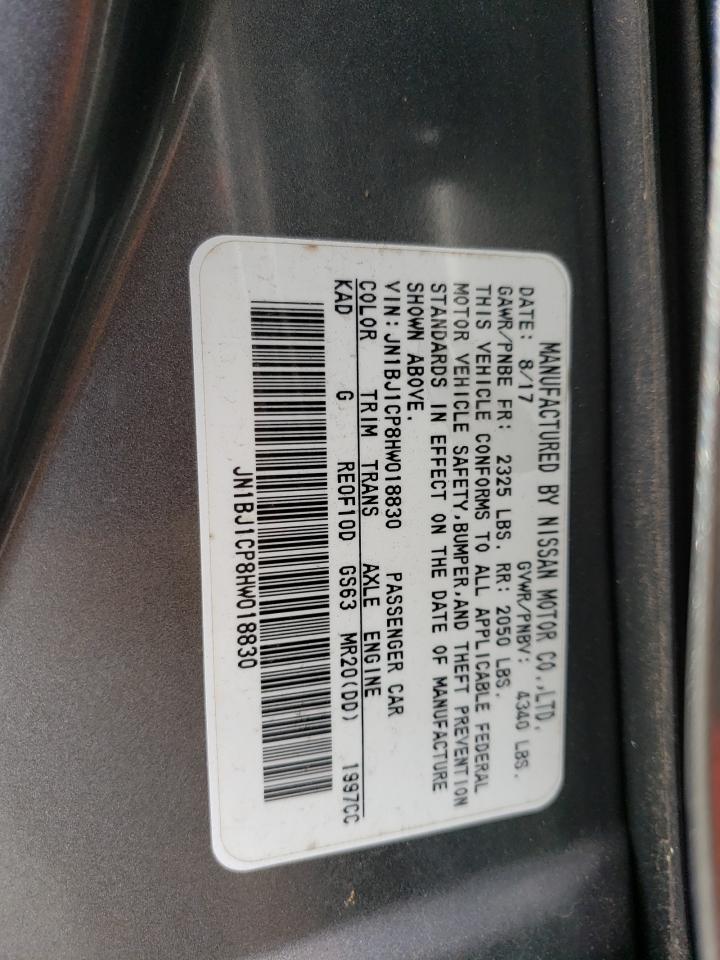 MANUFACTURED BY NISSAN MOTOR CO.,LTD.
DATE: 8/17 GVWR/PNBV: 4340 LBS.
GAWR/PNBE FR: 2325 LBS. RR: 2050 LBS.
THIS VEHICLE CONFORMS TO ALL APPLICABLE FEDERAL
MOTOR VEHICLE SAFETY,BUMPER,AND THEFT PREVENTION
STANDARDS IN EFFECT ON THE DATE OF MANUFACTURE
SHOWN ABOVE.
VIN:JN1BJ1CP8HW018830 PASSENGER CAR
COLOR TRIM TRANS AXLE ENGINE
KAD G RE0F10D GS63 MR20(DD) 1997CC
JN1BJ1CP8HW018830